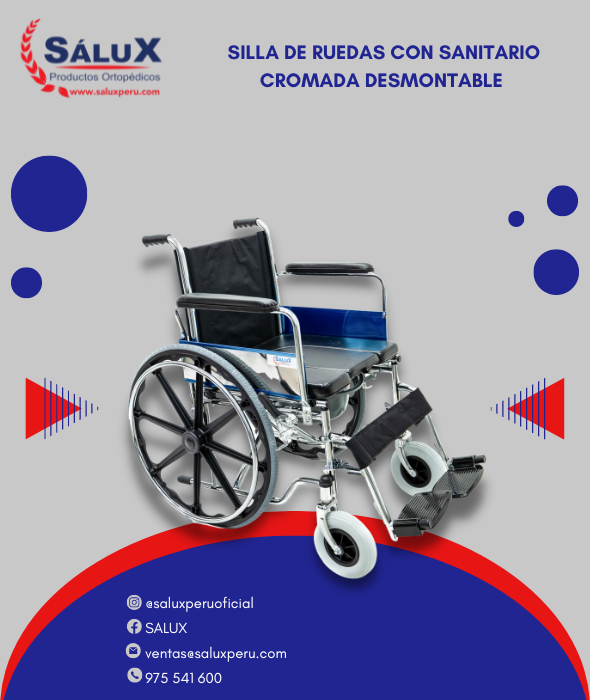 SÁLUX
Productos Ortopédicos
www.saluxperu.com
SILLA DE RUEDAS CON SANITARIO
CROMADA DESMONTABLE
SÁLUX
@saluxperuoficial
SALUX
ventas@saluxperu.com
975 541 600